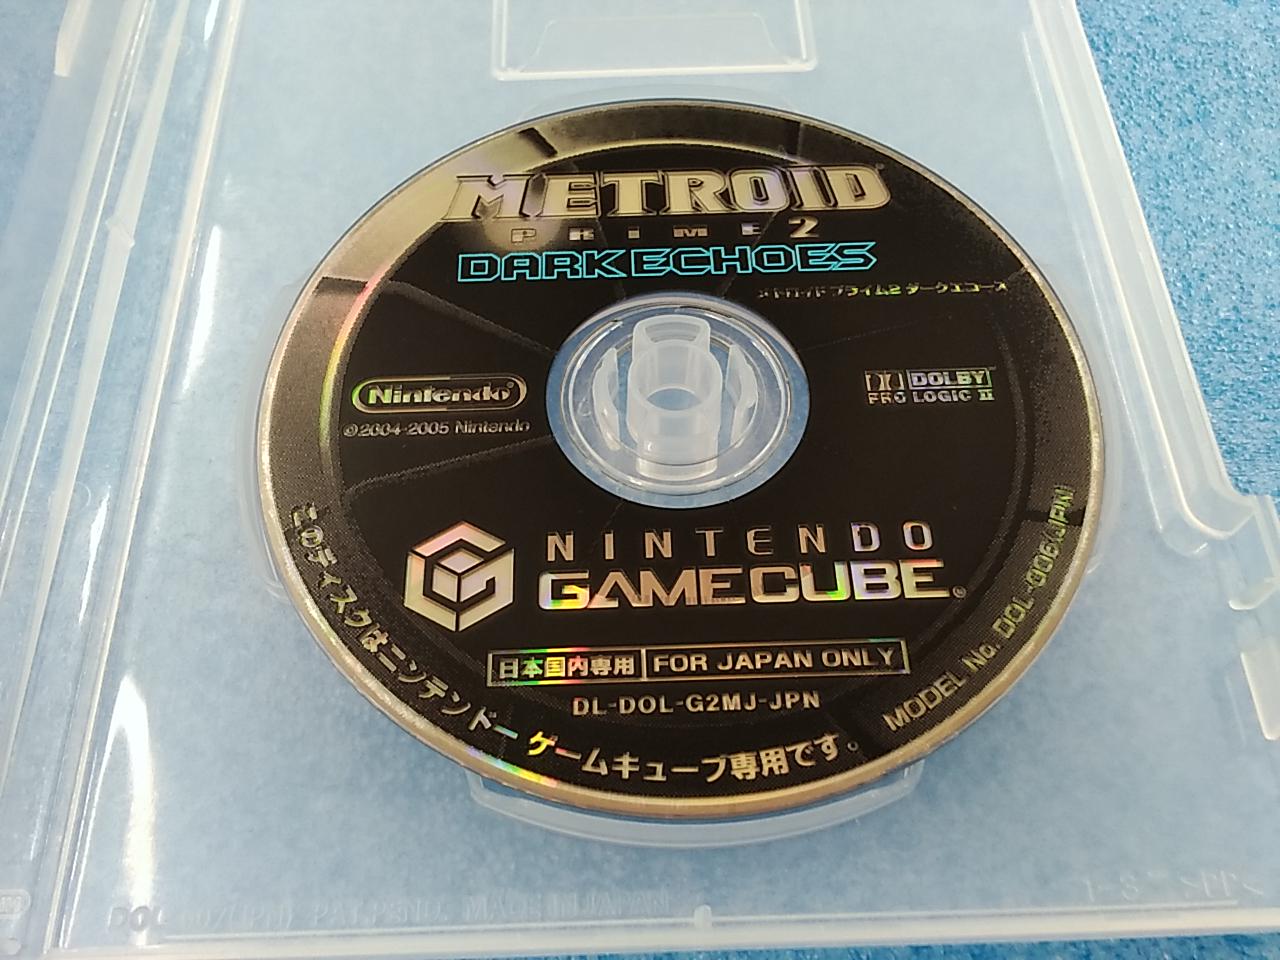 METROID
PRIME 2
DARK ECHOES
メトロイド プライム2 ダークエコーズ
Nintendo®
©2004-2005 Nintendo
DOLBY™
PRO LOGIC II
NINTENDO
GAMECUBE®
日本国内専用 FOR JAPAN ONLY
DL-DOL-G2MJ-JPN
このディスクはニンテンドー ゲームキューブ専用です。
MODEL No. DOL-006(JPN)
PAT.PEND. MADE IN JAPAN
>PP<